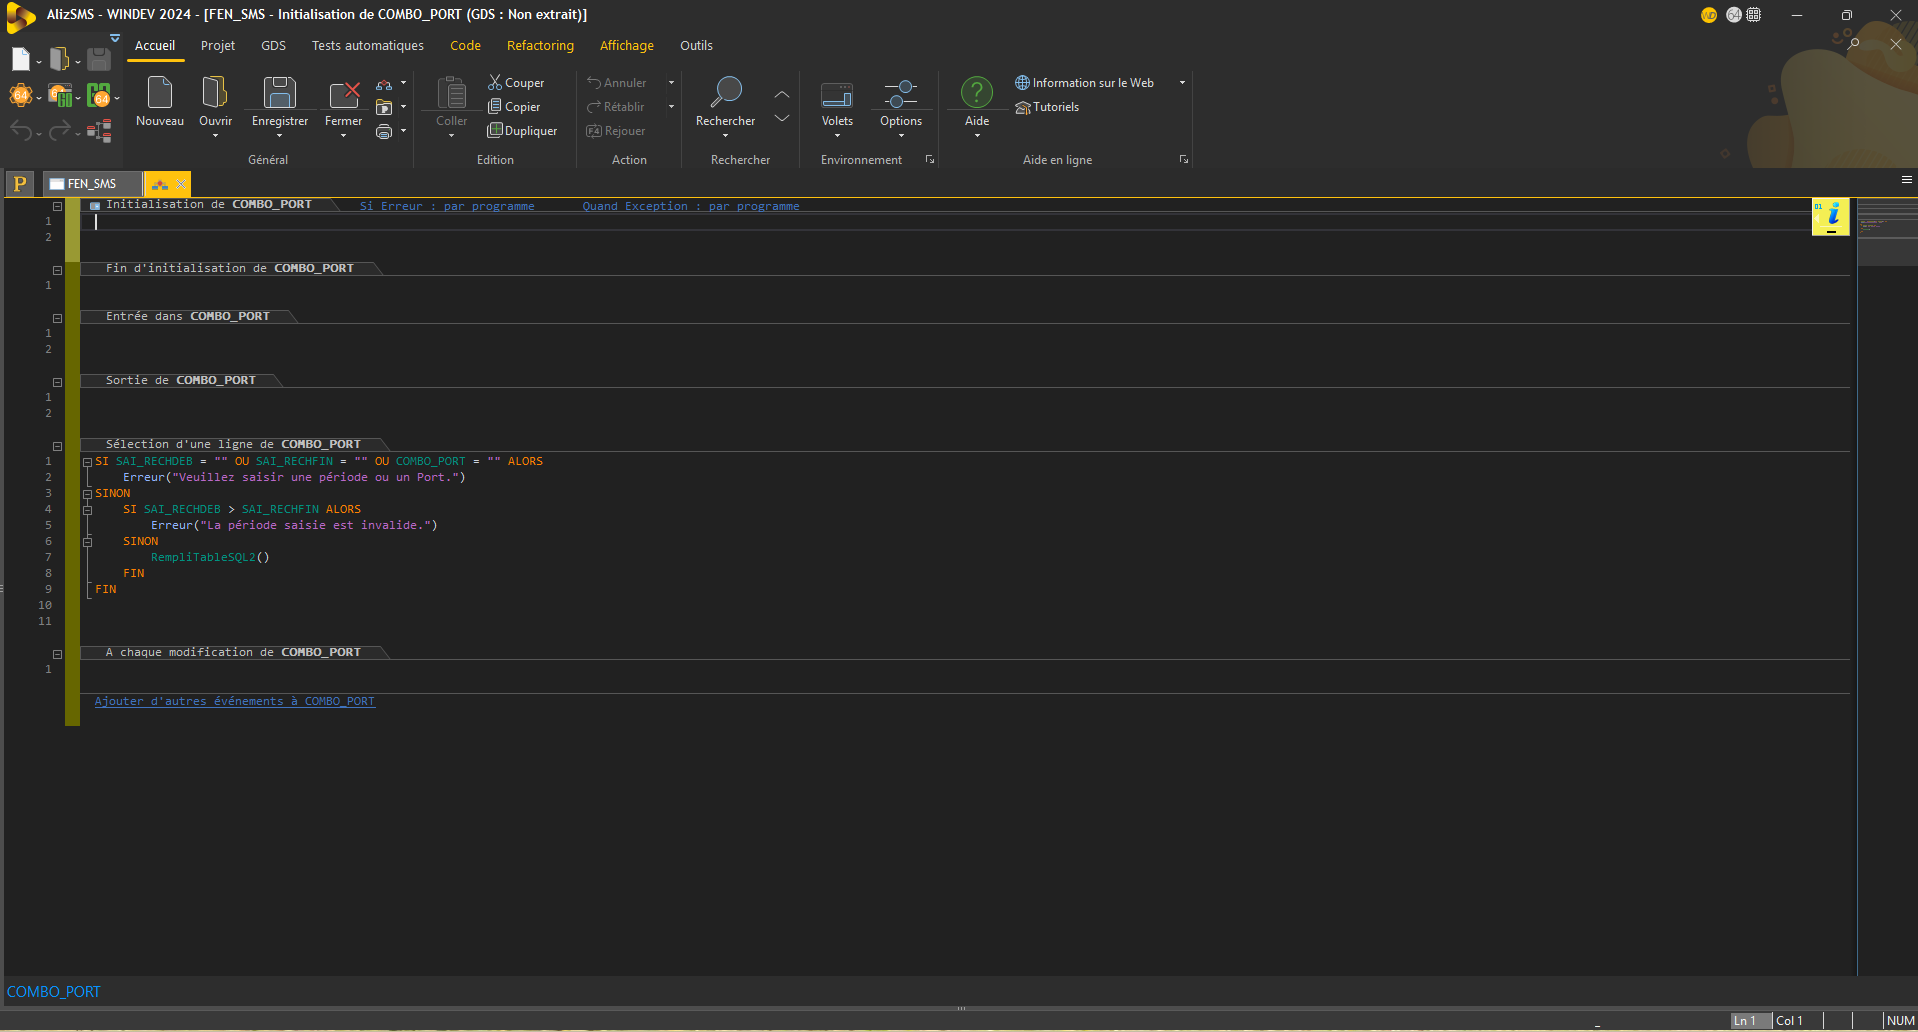 AlizSMS - WINDEV 2024 - [FEN_SMS - Initialisation de COMBO_PORT (GDS : Non extrait)]
WD 64
Accueil Projet GDS Tests automatiques Code Refactoring Affichage Outils
Nouveau Ouvrir Enregistrer Fermer
Général
Coller
Couper
Copier
Dupliquer
Edition
Annuler
Rétablir
F4 Rejouer
Action
Rechercher
Rechercher
Volets Options
Environnement
Aide
Information sur le Web
Tutoriels
Aide en ligne
P FEN_SMS
Initialisation de COMBO_PORT Si Erreur : par programme Quand Exception : par programme
1
2
Fin d'initialisation de COMBO_PORT
1
Entrée dans COMBO_PORT
1
2
Sortie de COMBO_PORT
1
2
Sélection d'une ligne de COMBO_PORT
1 SI SAI_RECHDEB = "" OU SAI_RECHFIN = "" OU COMBO_PORT = "" ALORS
2 Erreur("Veuillez saisir une période ou un Port.")
3 SINON
4 SI SAI_RECHDEB > SAI_RECHFIN ALORS
5 Erreur("La période saisie est invalide.")
6 SINON
7 RempliTableSQL2()
8 FIN
9 FIN
10
11
A chaque modification de COMBO_PORT
1
Ajouter d'autres événements à COMBO_PORT
COMBO_PORT
Ln 1 Col 1 NUM